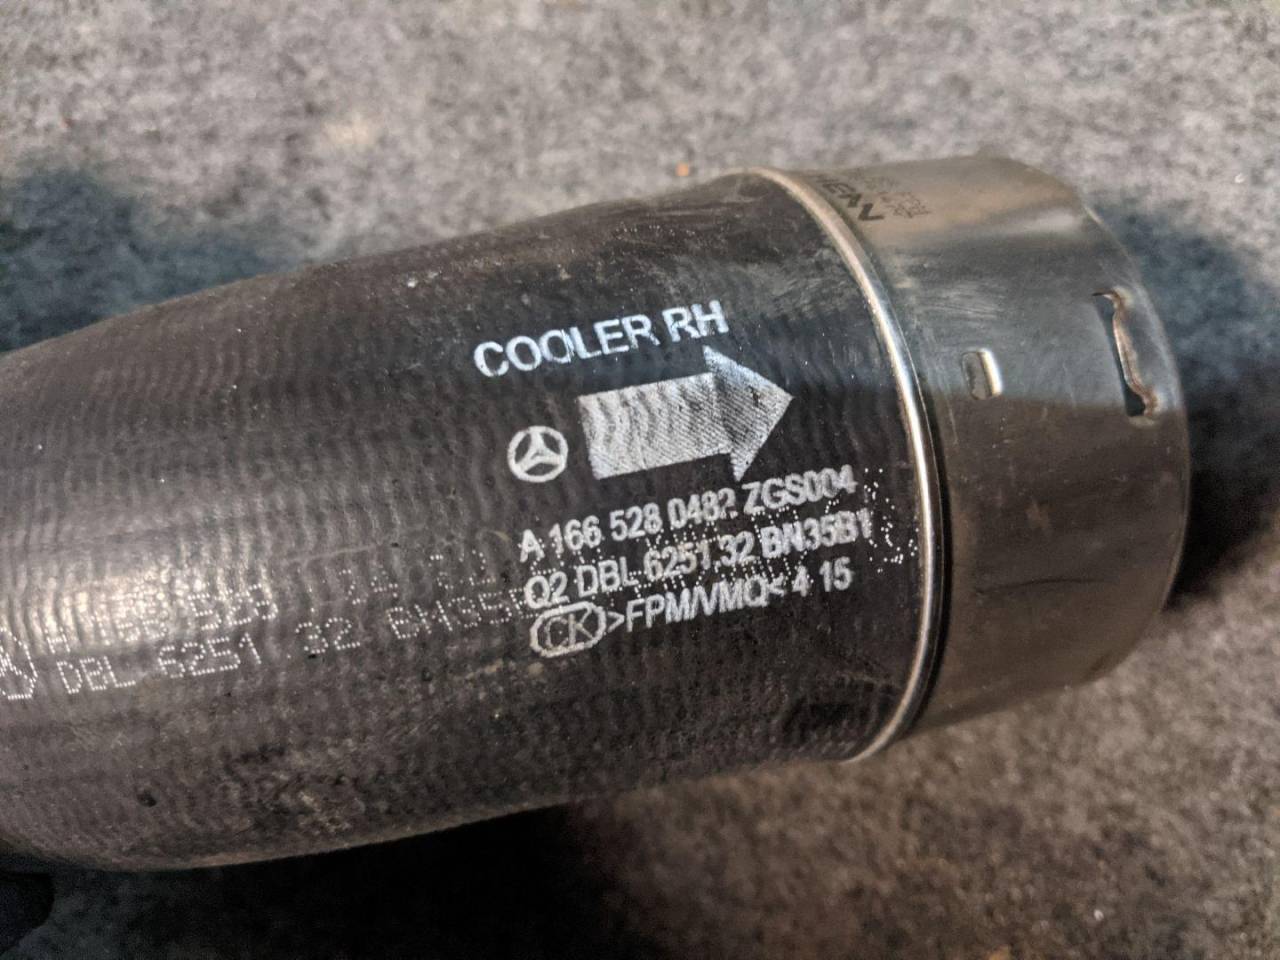 COOLER RH
A 166 528 0482 ZGS004
Q2 DBL 6251.32 BN35B1
CK >FPM/VMQ< 4 15
DBL 6251 32